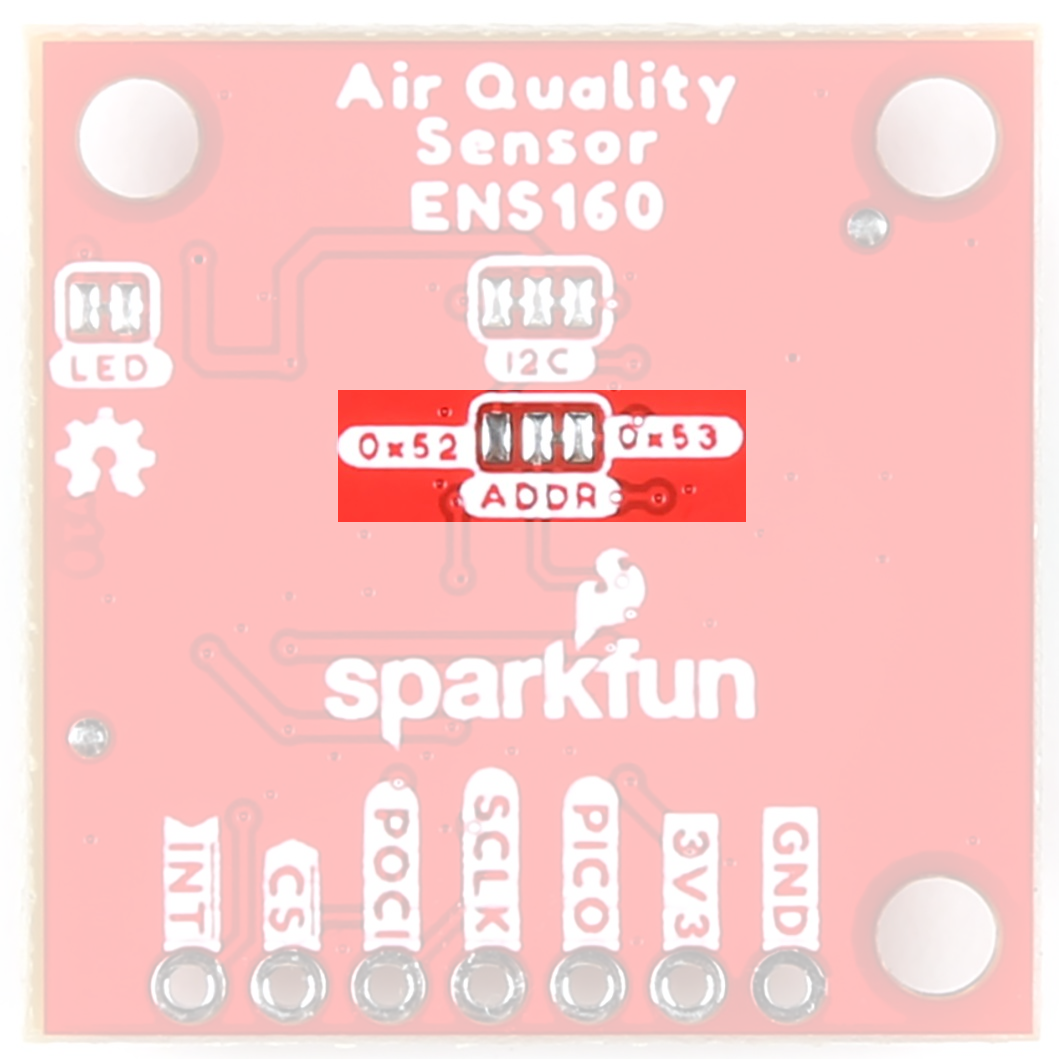 Air Quality
Sensor
ENS160
LED
I2C
0x52
0x53
ADDR
sparkfun
INT
CS
POCI
SCLK
PICO
3V3
GND